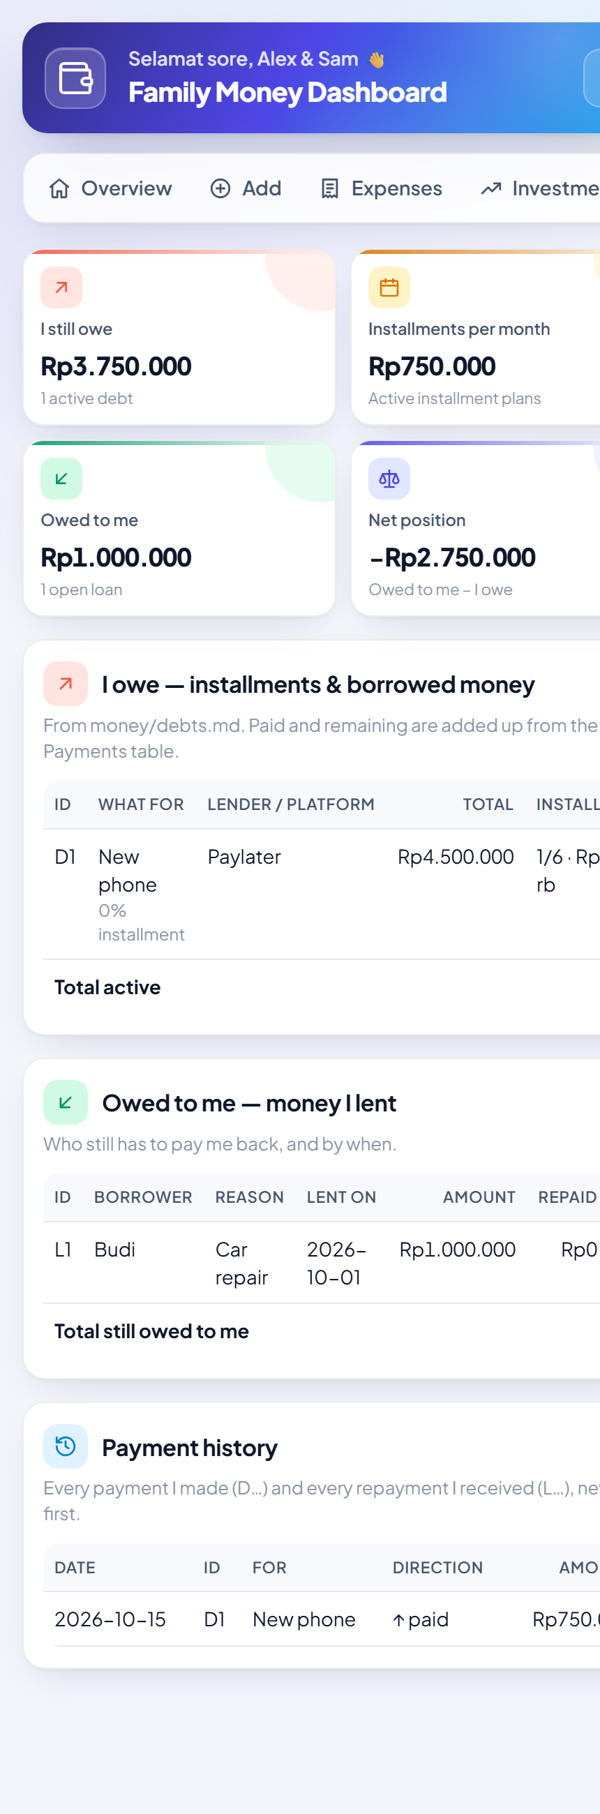 Selamat sore, Alex & Sam 👋
Family Money Dashboard
Overview Add Expenses Investme
I still owe
Rp3.750.000
1 active debt
Installments per month
Rp750.000
Active installment plans
Owed to me
Rp1.000.000
1 open loan
Net position
−Rp2.750.000
Owed to me − I owe
I owe — installments & borrowed money
From money/debts.md. Paid and remaining are added up from the
Payments table.
ID WHAT FOR LENDER / PLATFORM TOTAL INSTALL
D1 New Paylater Rp4.500.000 1/6 · Rp
phone rb
0%
installment
Total active
Owed to me — money I lent
Who still has to pay me back, and by when.
ID BORROWER REASON LENT ON AMOUNT REPAID
L1 Budi Car 2026- Rp1.000.000 Rp0
repair 10-01
Total still owed to me
Payment history
Every payment I made (D…) and every repayment I received (L…), ne
first.
DATE ID FOR DIRECTION AMO
2026-10-15 D1 New phone ↑ paid Rp750.0